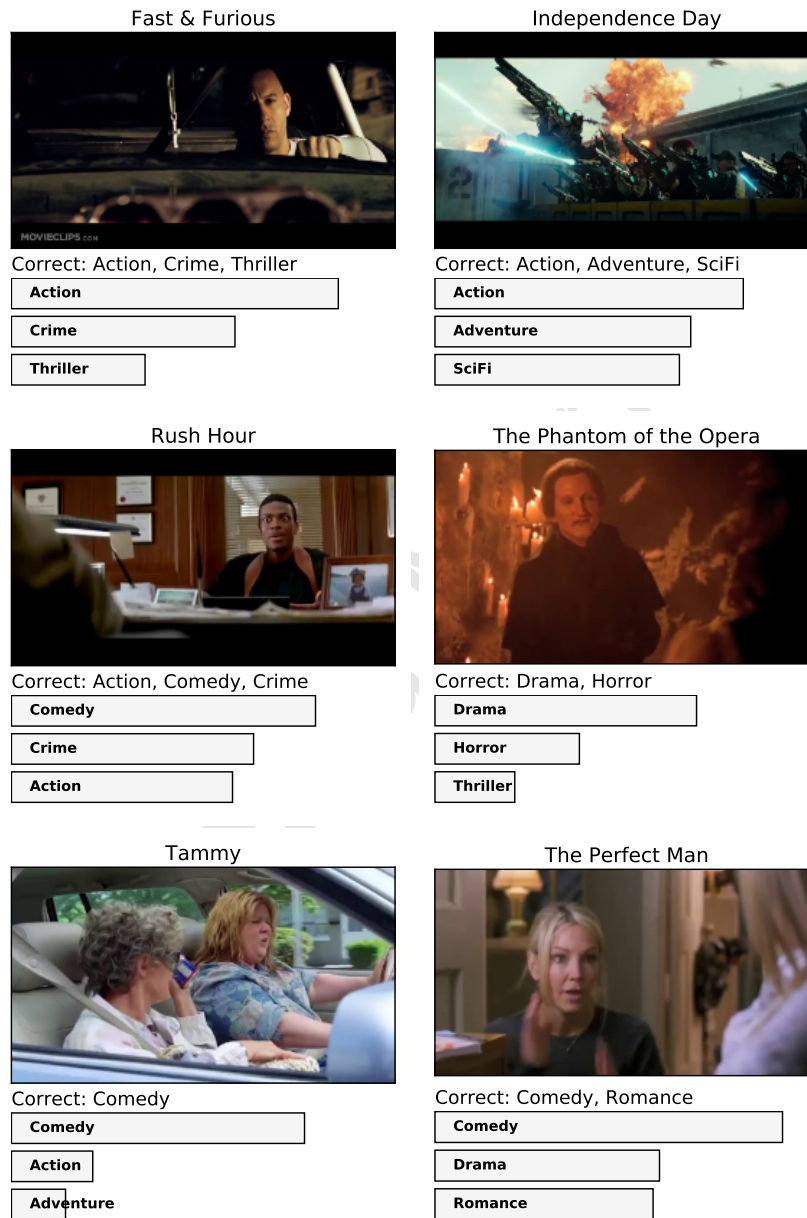 Fast & Furious
MOVIECLIPS.COM
Correct: Action, Crime, Thriller
Action
Crime
Thriller
Independence Day
2
Correct: Action, Adventure, SciFi
Action
Adventure
SciFi
Rush Hour
Correct: Action, Comedy, Crime
Comedy
Crime
Action
The Phantom of the Opera
Correct: Drama, Horror
Drama
Horror
Thriller
Tammy
Correct: Comedy
Comedy
Action
Adventure
The Perfect Man
Correct: Comedy, Romance
Comedy
Drama
Romance